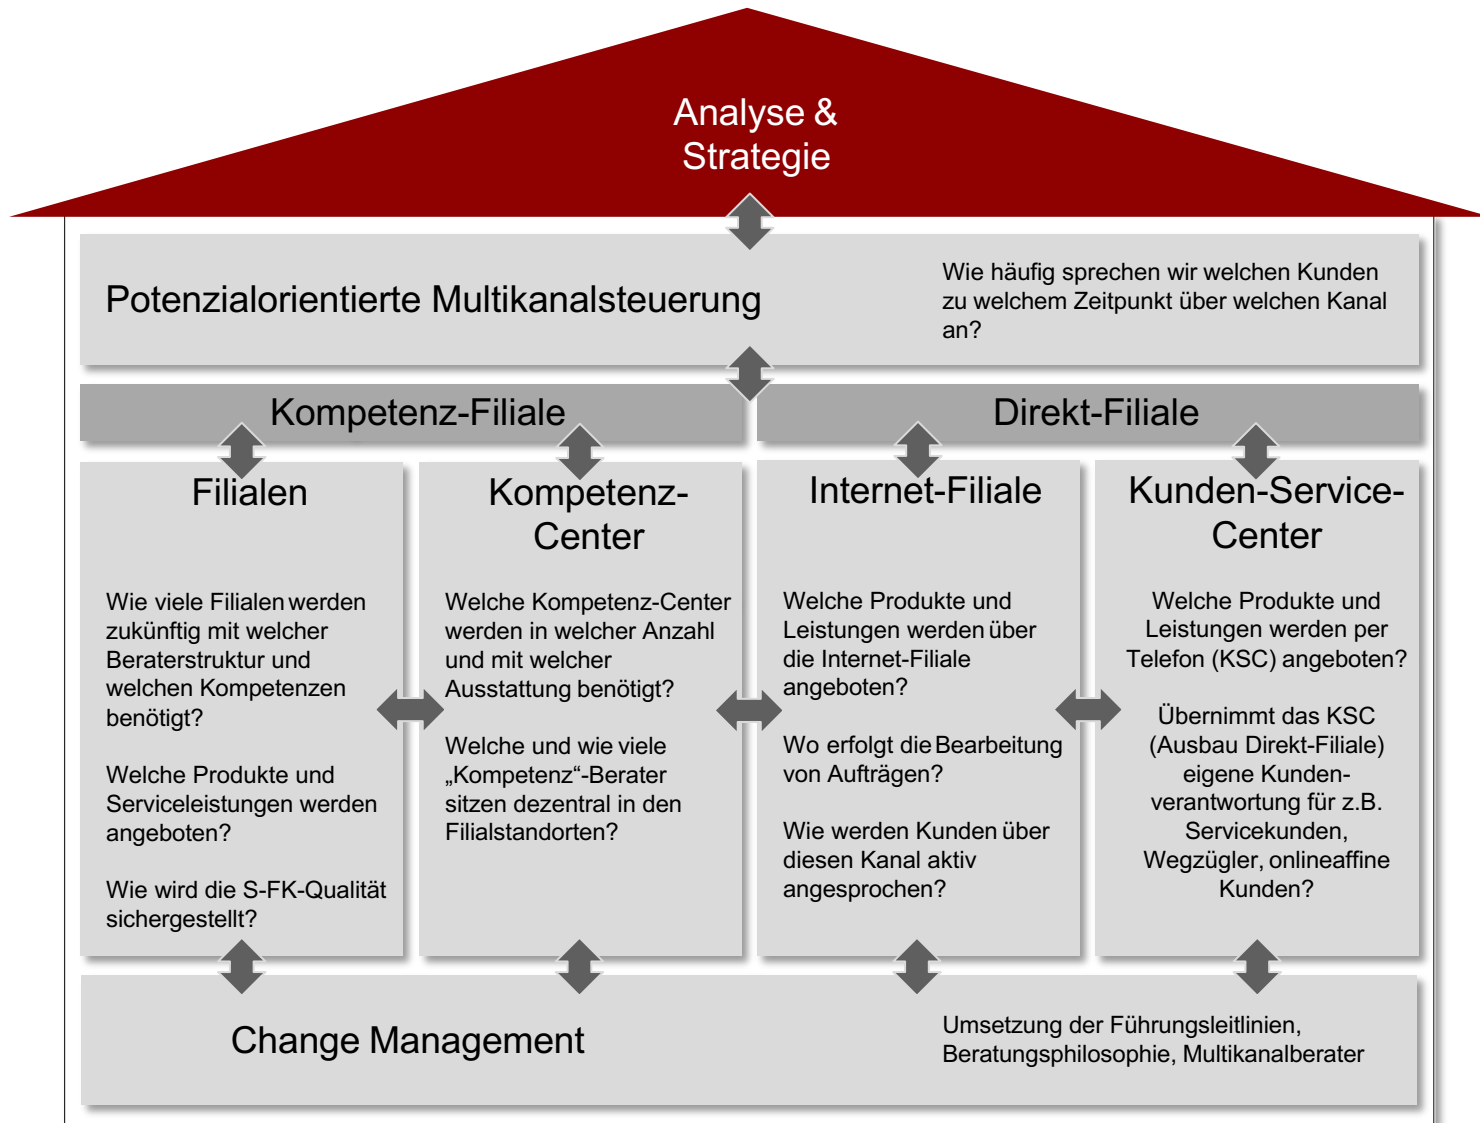 Analyse &
Strategie
Potenzialorientierte Multikanalsteuerung
Wie häufig sprechen wir welchen Kunden
zu welchem Zeitpunkt über welchen Kanal
an?
Kompetenz-Filiale
Direkt-Filiale
Filialen
Wie viele Filialen werden
zukünftig mit welcher
Beraterstruktur und
welchen Kompetenzen
benötigt?
Welche Produkte und
Serviceleistungen werden
angeboten?
Wie wird die S-FK-Qualität
sichergestellt?
Kompetenz-
Center
Welche Kompetenz-Center
werden in welcher Anzahl
und mit welcher
Ausstattung benötigt?
Welche und wie viele
„Kompetenz“-Berater
sitzen dezentral in den
Filialstandorten?
Internet-Filiale
Welche Produkte und
Leistungen werden über
die Internet-Filiale
angeboten?
Wo erfolgt die Bearbeitung
von Aufträgen?
Wie werden Kunden über
diesen Kanal aktiv
angesprochen?
Kunden-Service-
Center
Welche Produkte und
Leistungen werden per
Telefon (KSC) angeboten?
Übernimmt das KSC
(Ausbau Direkt-Filiale)
eigene Kunden-
verantwortung für z.B.
Servicekunden,
Wegzügler, onlineaffine
Kunden?
Change Management
Umsetzung der Führungsleitlinien,
Beratungsphilosophie, Multikanalberater